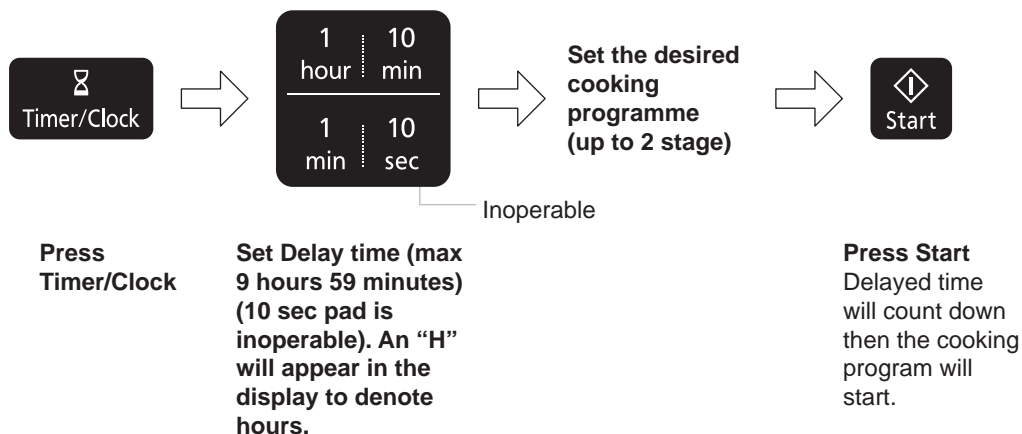 Timer/Clock
1 10
hour min
1 10
min sec
Set the desired
cooking
programme
(up to 2 stage)
Start
Inoperable
Press
Timer/Clock
Set Delay time (max
9 hours 59 minutes)
(10 sec pad is
inoperable). An “H”
will appear in the
display to denote
hours.
Press Start
Delayed time
will count down
then the cooking
program will
start.